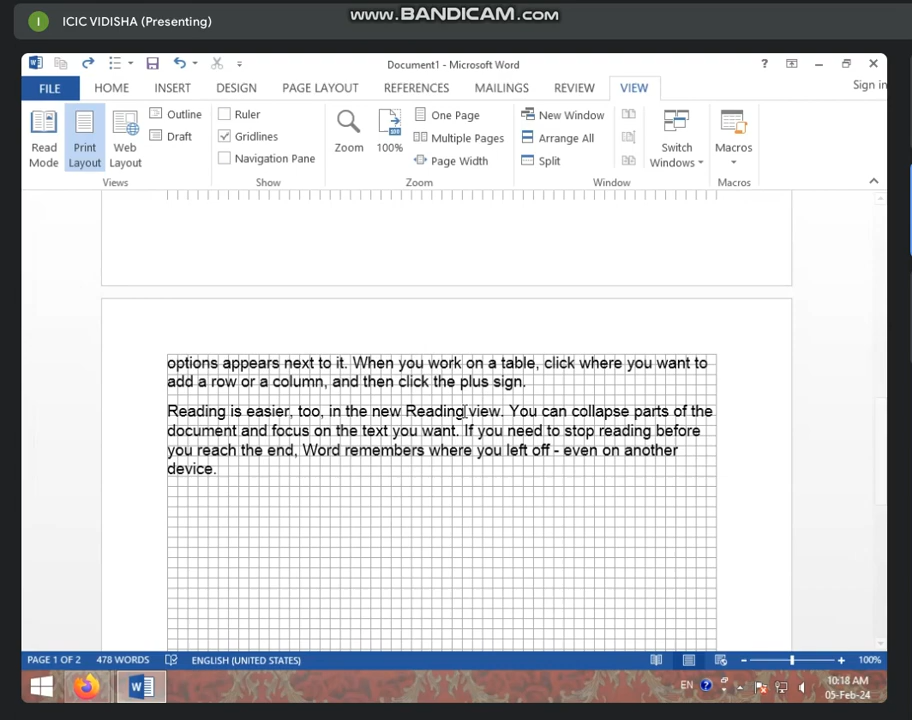 www.BANDICAM.com
I ICIC VIDISHA (Presenting)
Document1 - Microsoft Word
?
FILE HOME INSERT DESIGN PAGE LAYOUT REFERENCES MAILINGS REVIEW VIEW Sign in
Read Mode
Print Layout
Web Layout
Outline
Draft
Views
Ruler
Gridlines
Navigation Pane
Show
Zoom
100%
One Page
Multiple Pages
Page Width
Zoom
New Window
Arrange All
Split
Switch Windows
Window
Macros
Macros
options appears next to it. When you work on a table, click where you want to
add a row or a column, and then click the plus sign.
Reading is easier, too, in the new Reading view. You can collapse parts of the
document and focus on the text you want. If you need to stop reading before
you reach the end, Word remembers where you left off - even on another
device.
PAGE 1 OF 2 478 WORDS ENGLISH (UNITED STATES) 100%
EN 10:18 AM
05-Feb-24